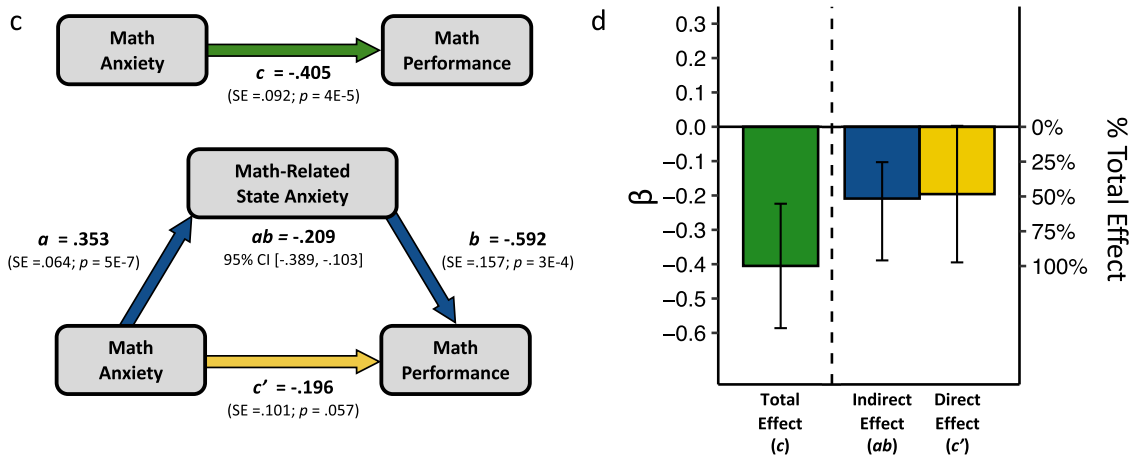 c
Math
Anxiety
Math
Performance
c = -.405
(SE =.092; p = 4E-5)
Math-Related
State Anxiety
a = .353
(SE =.064; p = 5E-7)
ab = -.209
95% CI [-.389, -.103]
b = -.592
(SE =.157; p = 3E-4)
Math
Anxiety
Math
Performance
c’ = -.196
(SE =.101; p = .057)
d
0.3
0.2
0.1
0.0
−0.1
−0.2
−0.3
−0.4
−0.5
−0.6
β
0%
25%
50%
75%
100%
% Total Effect
Total
Effect
(c)
Indirect
Effect
(ab)
Direct
Effect
(c’)